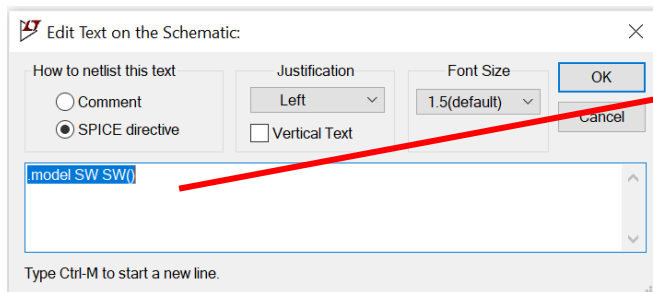 Edit Text on the Schematic:
How to netlist this text
Justification
Font Size
OK
Comment
Left
1.5(default)
SPICE directive
Vertical Text
Cancel
.model SW SW()
Type Ctrl-M to start a new line.